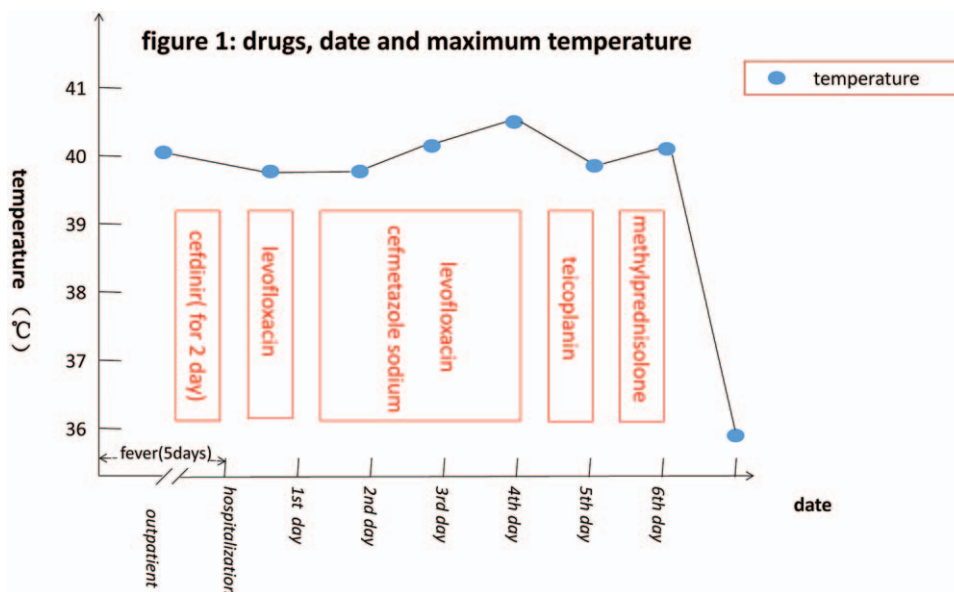 figure 1: drugs, date and maximum temperature
temperature
temperature (℃)
41
40
39
38
37
36
cefdinir( for 2 day)
levofloxacin
levofloxacin
cefmetazole sodium
teicoplanin
methylprednisolone
fever(5days)
outpatient
hospitalization
1st day
2nd day
3rd day
4th day
5th day
6th day
date